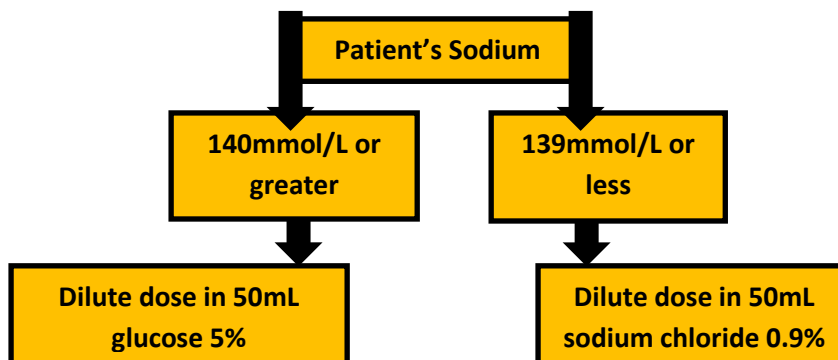 Patient’s Sodium
140mmol/L or
greater
139mmol/L or
less
Dilute dose in 50mL
glucose 5%
Dilute dose in 50mL
sodium chloride 0.9%